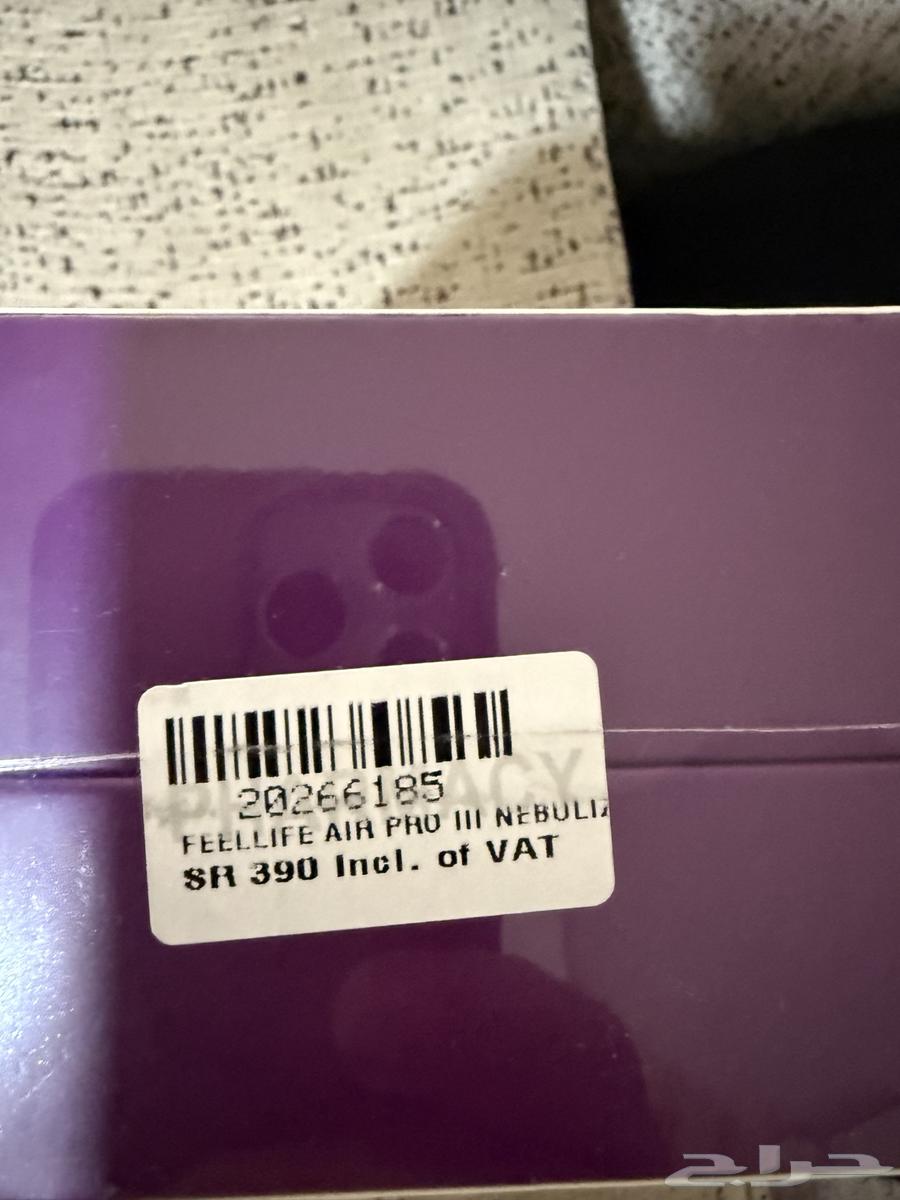 20266185
FEELLIFE AIR PRO III NEBULIZ
SR 390 Incl. of VAT
حراج